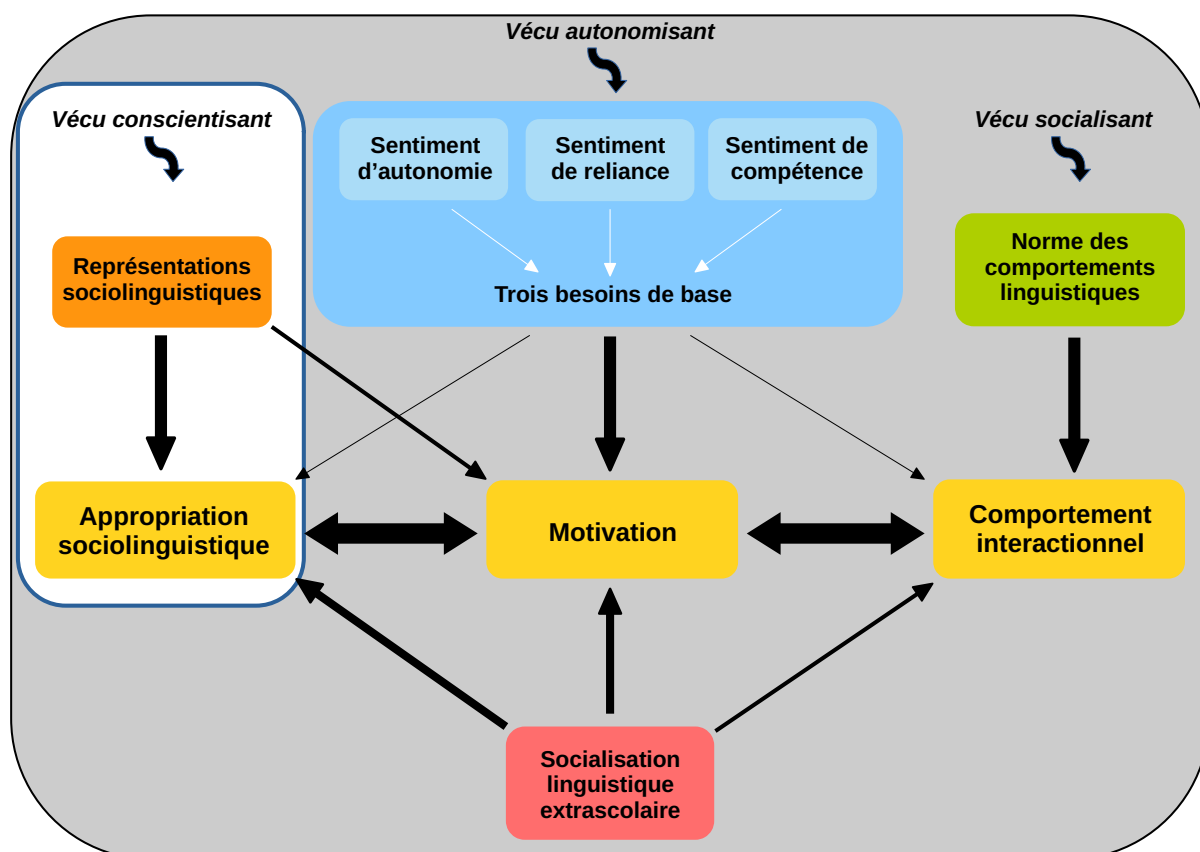 Vécu autonomisant
Vécu conscientisant
Vécu socialisant
Sentiment
d’autonomie
Sentiment
de reliance
Sentiment de
compétence
Trois besoins de base
Représentations
sociolinguistiques
Norme des
comportements
linguistiques
Appropriation
sociolinguistique
Motivation
Comportement
interactionnel
Socialisation
linguistique
extrascolaire